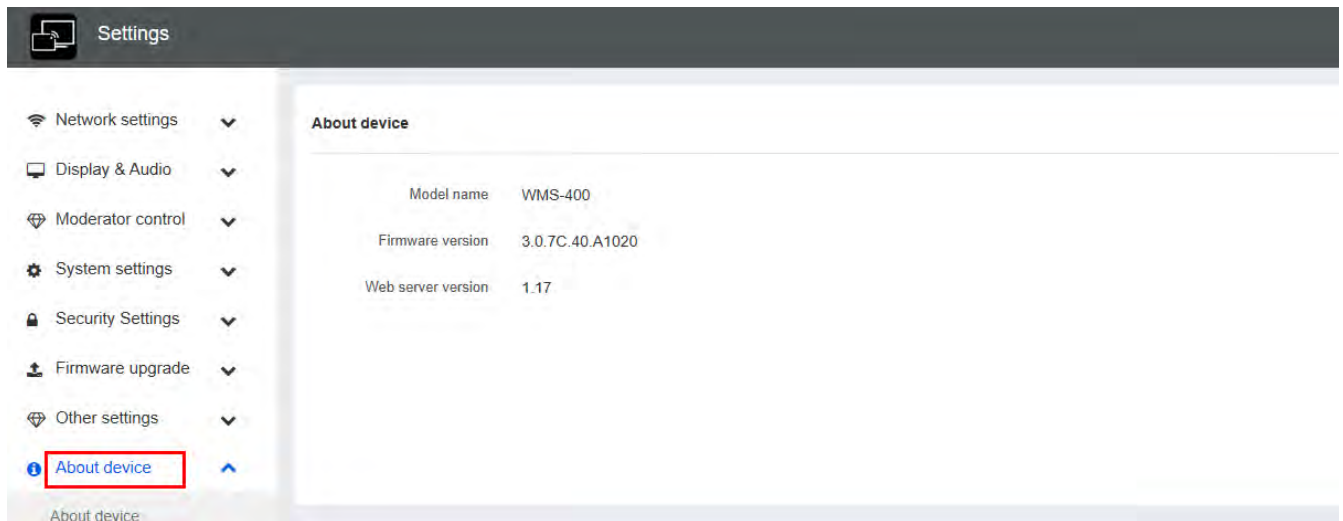 Settings
Network settings
Display & Audio
Moderator control
System settings
Security Settings
Firmware upgrade
Other settings
About device
About device
About device
Model name WMS-400
Firmware version 3.0.7C.40.A1020
Web server version 1.17